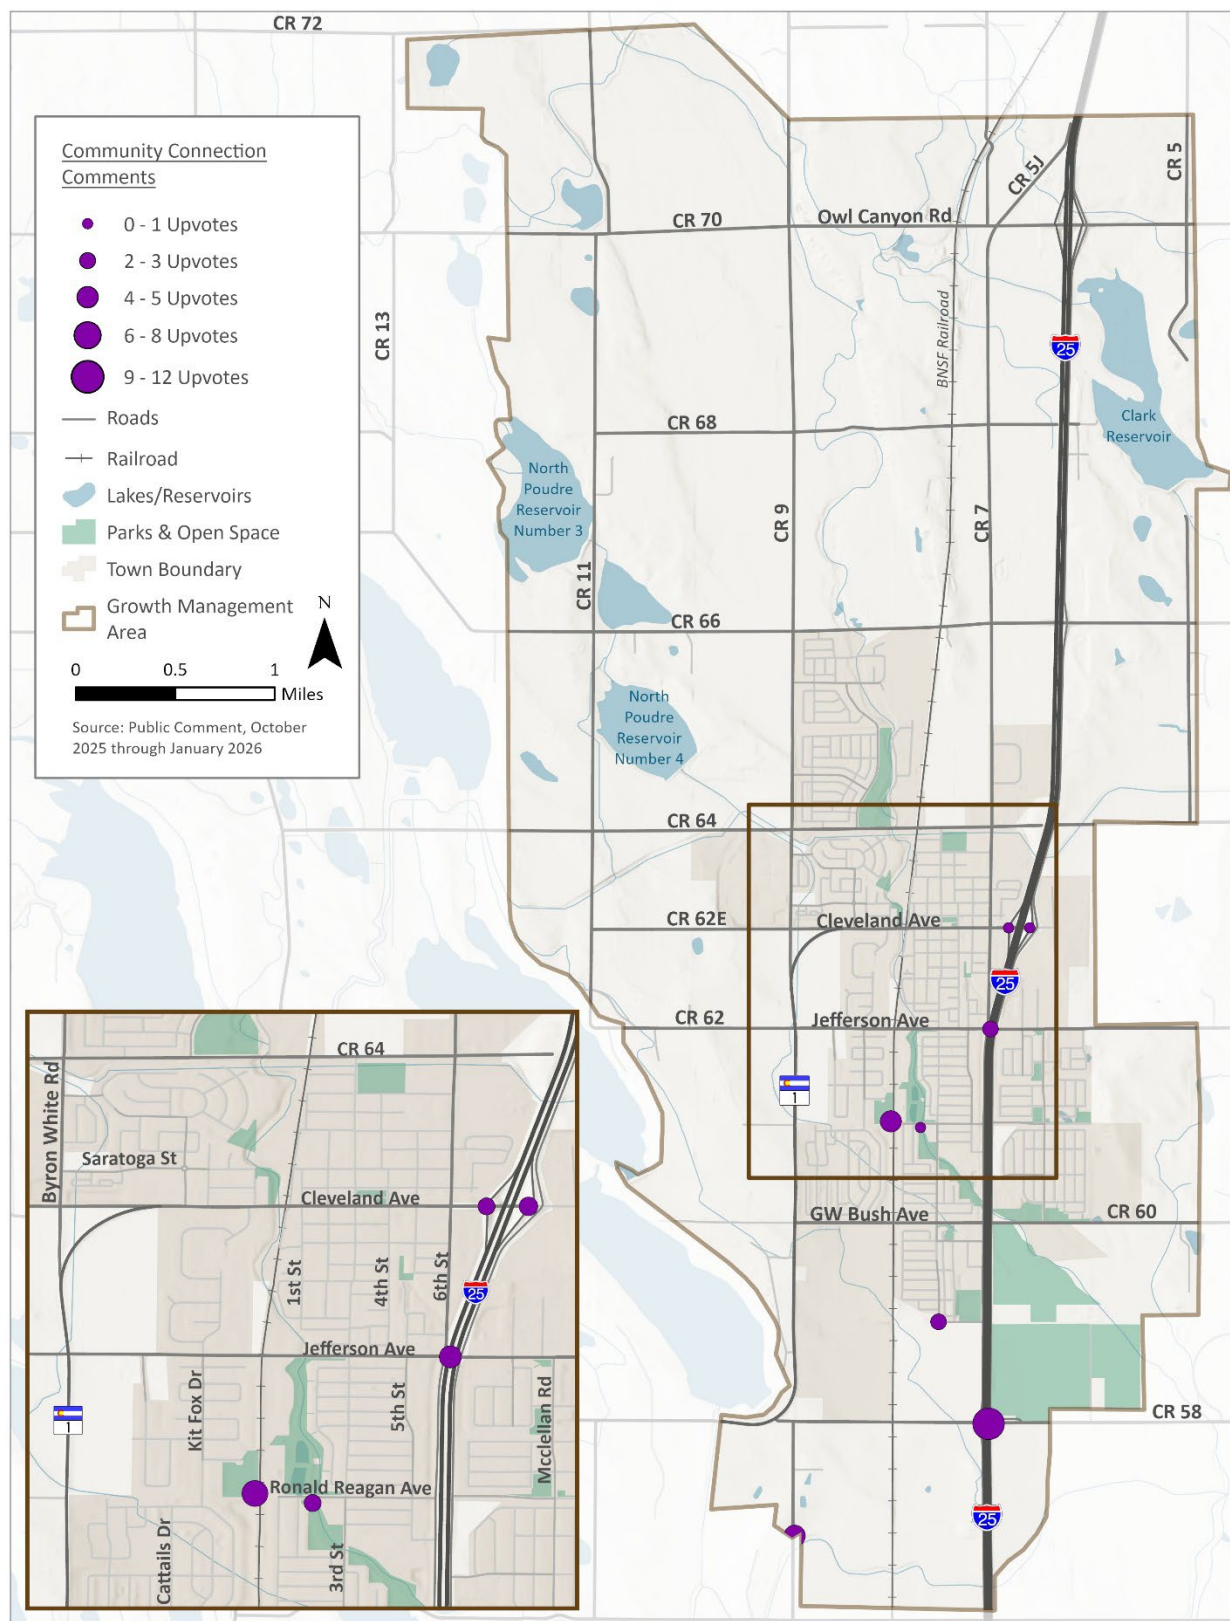 CR 72
Community Connection
Comments
0 - 1 Upvotes
2 - 3 Upvotes
4 - 5 Upvotes
6 - 8 Upvotes
9 - 12 Upvotes
Roads
Railroad
Lakes/Reservoirs
Parks & Open Space
Town Boundary
Growth Management
Area
N
0
0.5
1
Miles
Source: Public Comment, October
2025 through January 2026
CR 5J
CR 5
CR 70
Owl Canyon Rd
CR 13
BNSF Railroad
25
CR 68
Clark
Reservoir
North
Poudre
Reservoir
Number 3
CR 9
CR 7
CR 11
CR 66
North
Poudre
Reservoir
Number 4
CR 64
CR 62E
Cleveland Ave
25
CR 62
Jefferson Ave
1
GW Bush Ave
CR 60
CR 58
25
CR 64
Byron White Rd
Saratoga St
Cleveland Ave
1st St
4th St
6th St
25
Jefferson Ave
Kit Fox Dr
5th St
Mcclellan Rd
1
Ronald Reagan Ave
Cattails Dr
3rd St